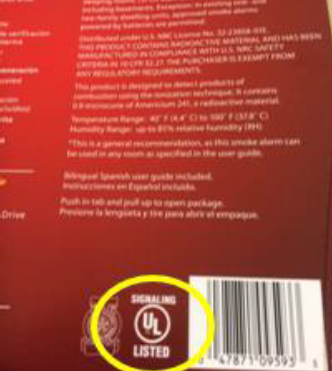 including basements. Exception: in existing one- and
two-family dwelling units, approved smoke alarms
powered by batteries are permitted.
Distributed under U.S. NRC License No.
THIS PRODUCT CONTAINS RADIOACTIVE MATERIAL AND HAS BEEN
MANUFACTURED IN COMPLIANCE WITH U.S. NRC SAFETY
CRITERIA IN 10 CFR 32.27. THE PURCHASER IS EXEMPT FROM
ANY REGULATORY REQUIREMENTS.
This product is designed to detect products of
combustion using the ionization technique. It contains
0.9 microcurie of Americium 241, a radioactive material.
Temperature Range: 40° F (4.4° C) to 100° F (37.8° C)
Humidity Range: up to 85% relative humidity (RH)
*This is a general recommendation, as this smoke alarm can
be used in any room as specified in the user guide.
Bilingual Spanish user guide included.
Instrucciones en Español incluida.
Drive
Push in tab and pull up to open package.
Presione la lengüeta y tire para abrir el empaque.
SIGNALING
UL
LISTED
47871 09593